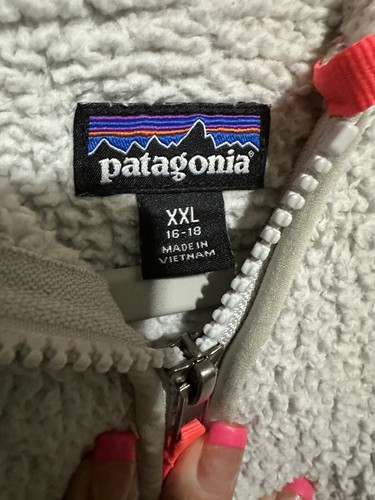 patagonia®
XXL
16-18
MADE IN
VIETNAM